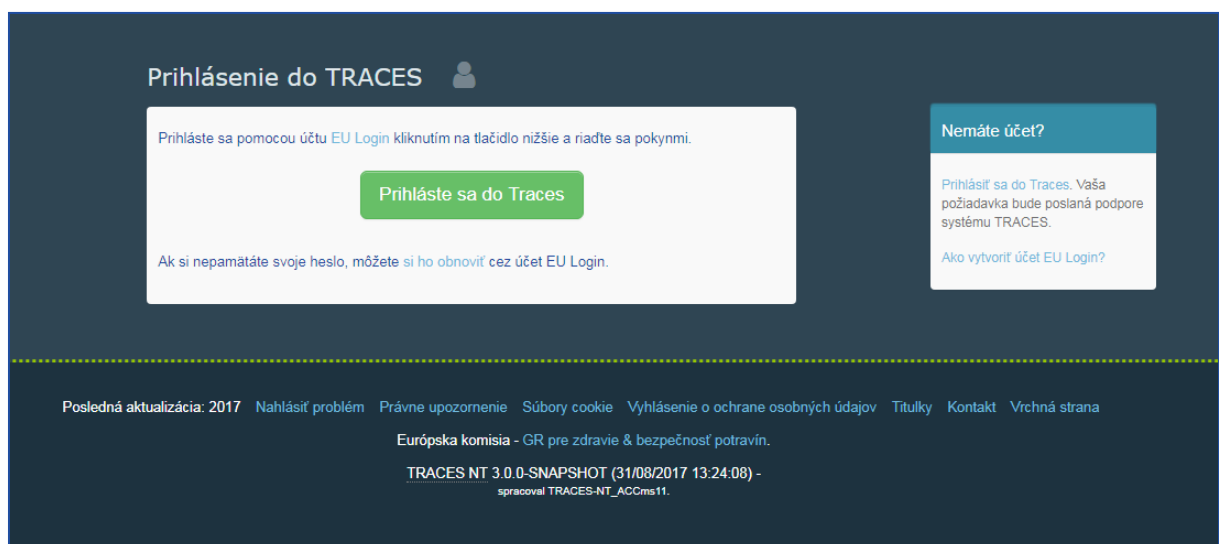 Prihlásenie do TRACES
Prihláste sa pomocou účtu EU Login kliknutím na tlačidlo nižšie a riaďte sa pokynmi.
Prihláste sa do Traces
Ak si nepamätáte svoje heslo, môžete si ho obnoviť cez účet EU Login.
Nemáte účet?
Prihlásiť sa do Traces. Vaša
požiadavka bude poslaná podpore
systému TRACES.
Ako vytvoriť účet EU Login?
Posledná aktualizácia: 2017 Nahlásiť problém Právne upozornenie Súbory cookie Vyhlásenie o ochrane osobných údajov Titulky Kontakt Vrchná strana
Európska komisia - GR pre zdravie & bezpečnosť potravín.
TRACES NT 3.0.0-SNAPSHOT (31/08/2017 13:24:08) -
spracoval TRACES-NT_ACCms11.